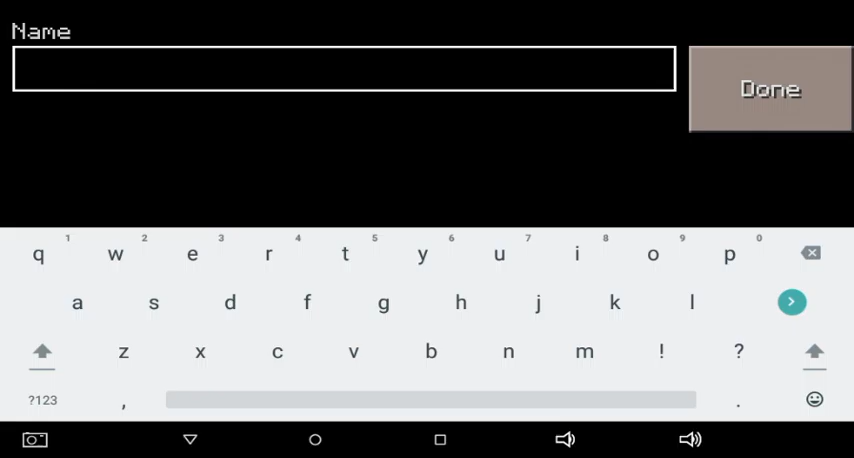 Name
Done
1 2 3 4 5 6 7 8 9 0
q w e r t y u i o p
a s d f g h j k l
z x c v b n m ! ?
?123 , .